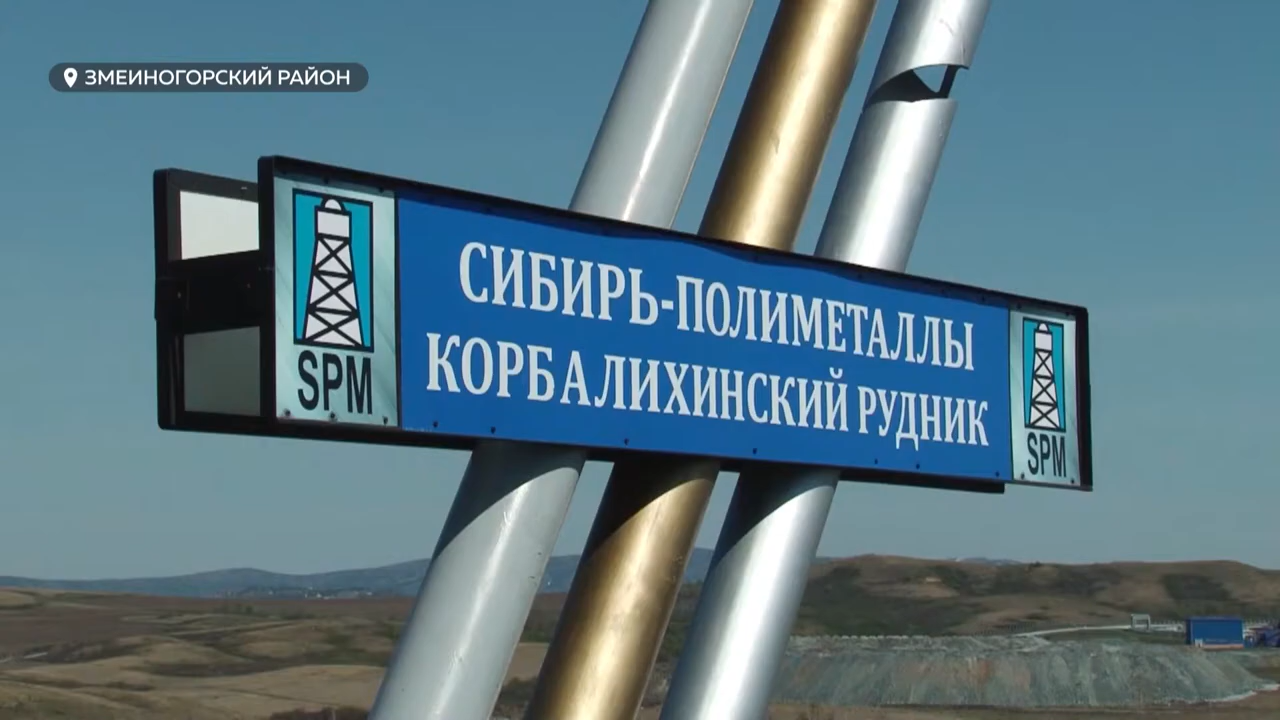 ЗМЕИНОГОРСКИЙ РАЙОН
СИБИРЬ-ПОЛИМЕТАЛЛЫ
КОРБАЛИХИНСКИЙ РУДНИК
SPM
SPM